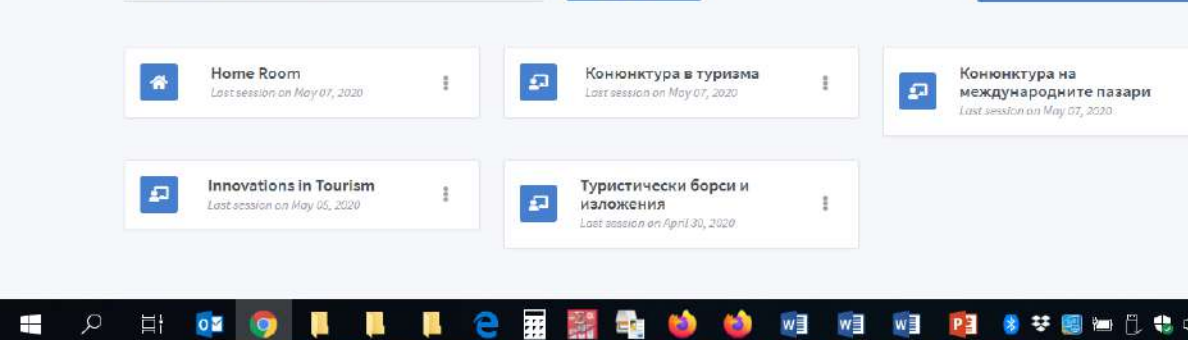 Home Room
Last session on May 07, 2020
Конюнктура в туризма
Last session on May 07, 2020
Конюнктура на
международните пазари
Last session on May 07, 2020
Innovations in Tourism
Last session on May 05, 2020
Туристически борси и
изложения
Last session on April 30, 2020